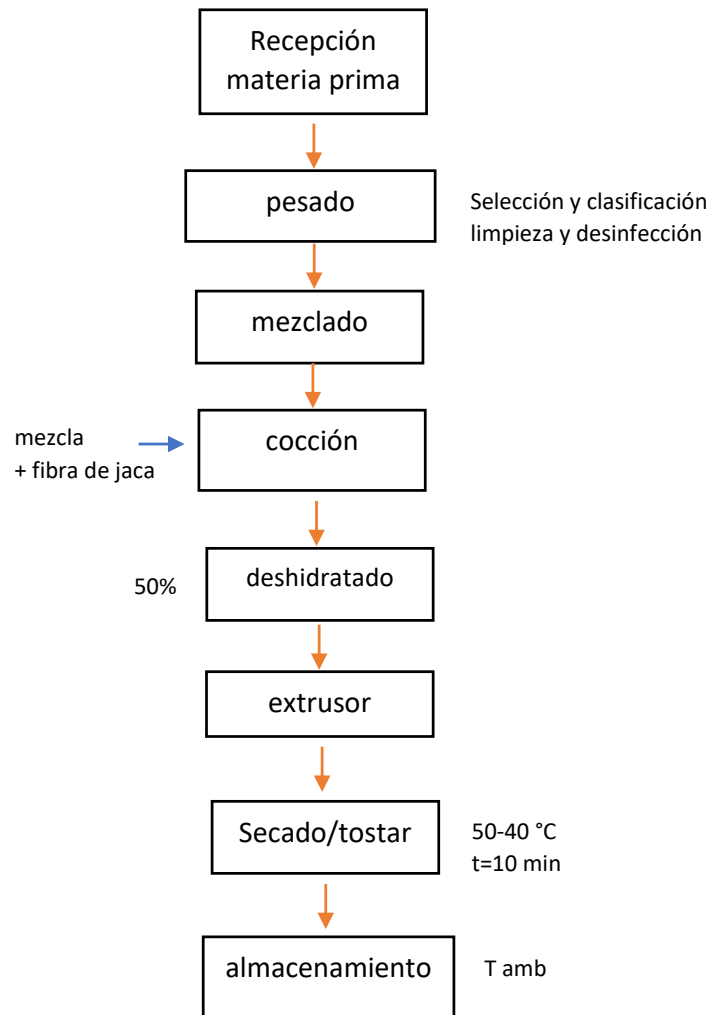 Recepción
materia prima
pesado
Selección y clasificación
limpieza y desinfección
mezclado
mezcla
+ fibra de jaca
cocción
50%
deshidratado
extrusor
Secado/tostar
50-40 °C
t=10 min
almacenamiento
T amb